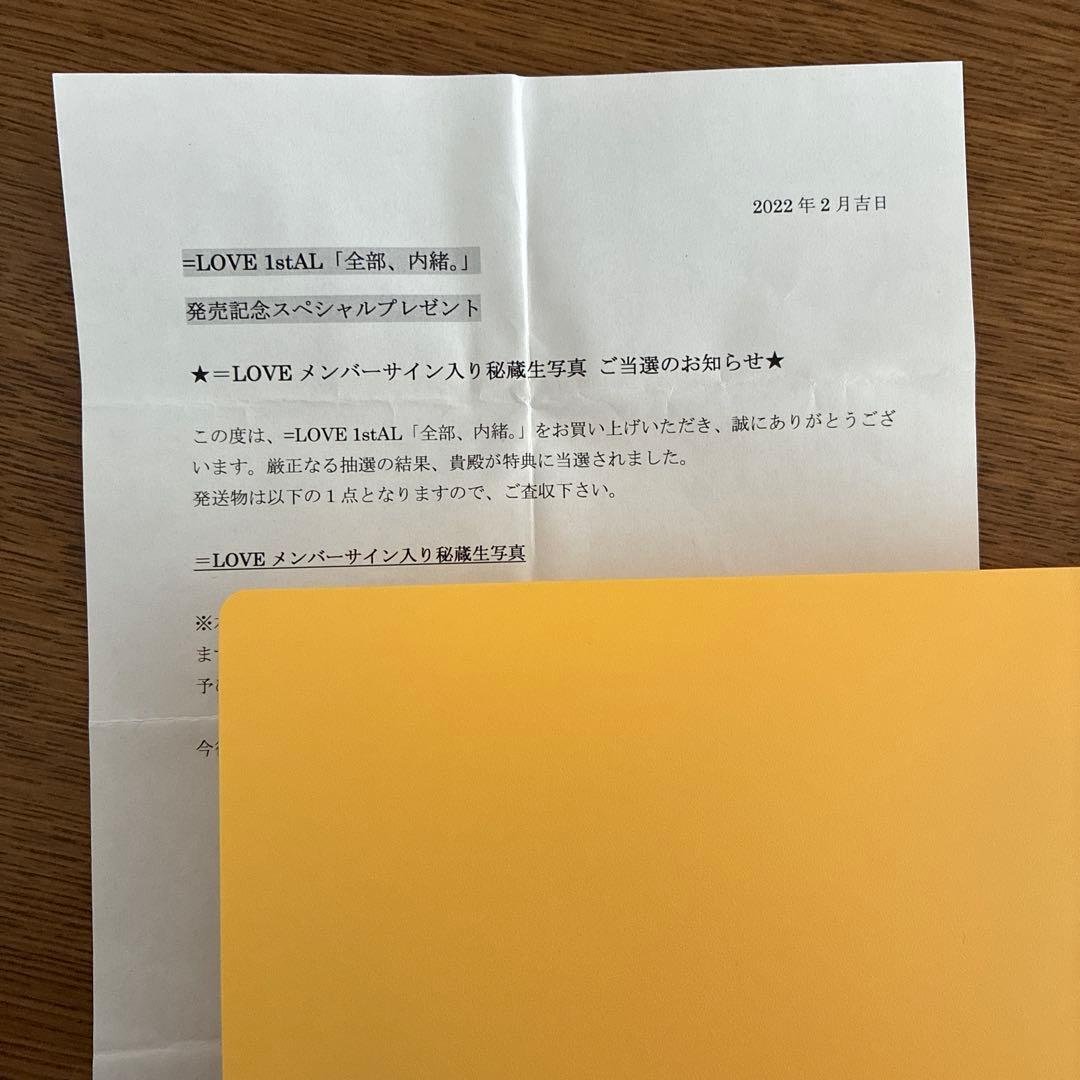 2022年2月吉日
=LOVE 1stAL「全部、内緒。」
発売記念スペシャルプレゼント
★＝LOVE メンバーサイン入り秘蔵生写真 ご当選のお知らせ★
この度は、=LOVE 1stAL「全部、内緒。」をお買い上げいただき、誠にありがとうござ
います。厳正なる抽選の結果、貴殿が特典に当選されました。
発送物は以下の1点となりますので、ご査収下さい。
＝LOVE メンバーサイン入り秘蔵生写真
※
ま
予
今